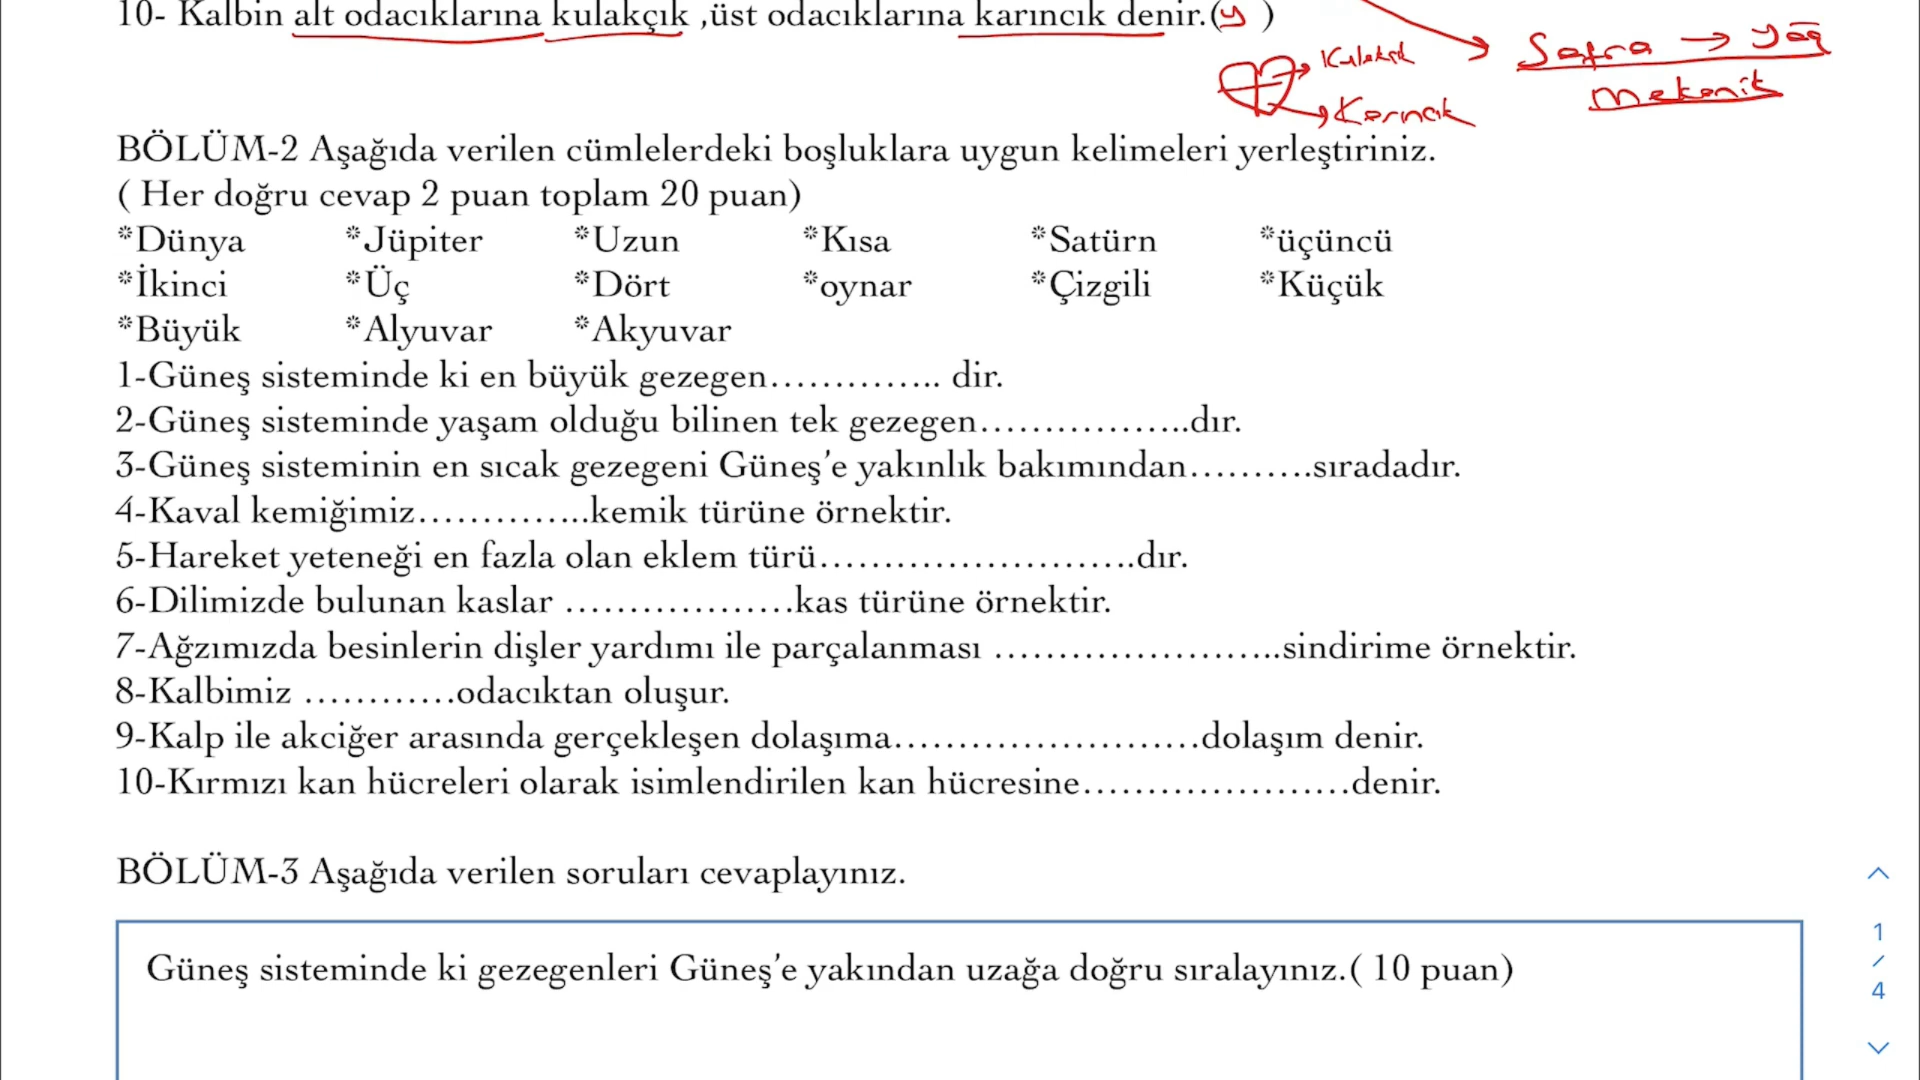 10- Kalbin alt odacıklarına kulakçık ,üst odacıklarına karıncık denir.(y )
Safra → yağ
Kulakçık
Mekanik
Karıncık
BÖLÜM-2 Aşağıda verilen cümlelerdeki boşluklara uygun kelimeleri yerleştiriniz.
( Her doğru cevap 2 puan toplam 20 puan)
*Dünya *Jüpiter *Uzun *Kısa *Satürn *üçüncü
*İkinci *Üç *Dört *oynar *Çizgili *Küçük
*Büyük *Alyuvar *Akyuvar
1-Güneş sisteminde ki en büyük gezegen………….. dir.
2-Güneş sisteminde yaşam olduğu bilinen tek gezegen……………..dır.
3-Güneş sisteminin en sıcak gezegeni Güneş’e yakınlık bakımından……….sıradadır.
4-Kaval kemiğimiz…………..kemik türüne örnektir.
5-Hareket yeteneği en fazla olan eklem türü………………………….dır.
6-Dilimizde bulunan kaslar ………………..kas türüne örnektir.
7-Ağzımızda besinlerin dişler yardımı ile parçalanması ……………………..sindirime örnektir.
8-Kalbimiz …………odacıktan oluşur.
9-Kalp ile akciğer arasında gerçekleşen dolaşıma……………………….dolaşım denir.
10-Kırmızı kan hücreleri olarak isimlendirilen kan hücresine…………………….denir.
BÖLÜM-3 Aşağıda verilen soruları cevaplayınız.
Güneş sisteminde ki gezegenleri Güneş’e yakından uzağa doğru sıralayınız.( 10 puan)
1
/
4